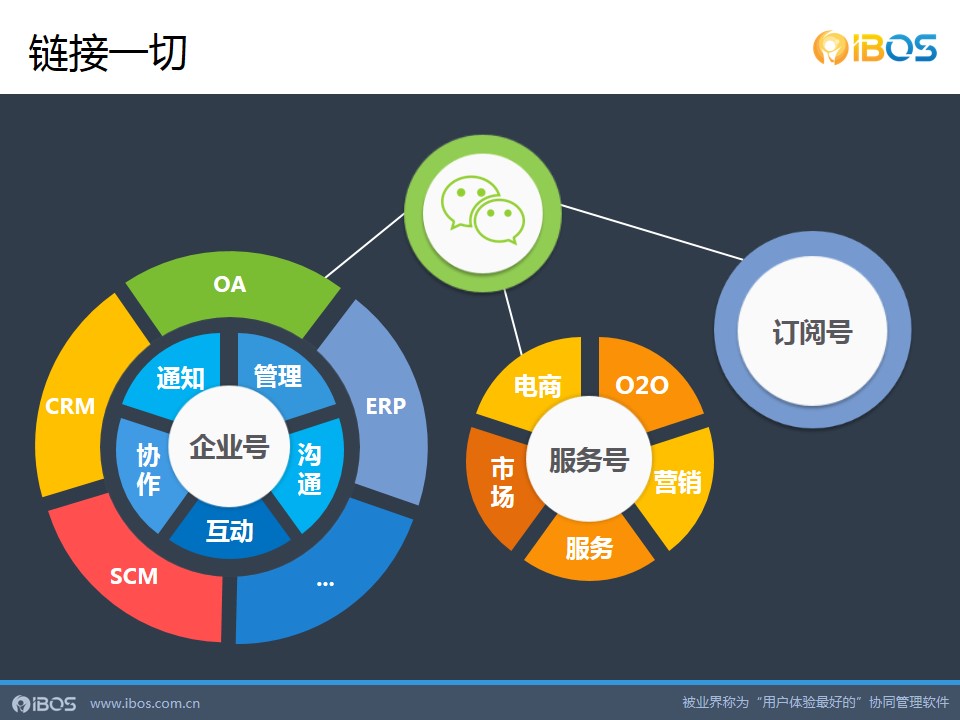 链接一切
iBOS
OA
CRM
ERP
SCM
...
通知
管理
协作
沟通
互动
企业号
电商
O2O
市场
营销
服务
服务号
订阅号
iBOS
www.ibos.com.cn
被业界称为“用户体验最好的”协同管理软件